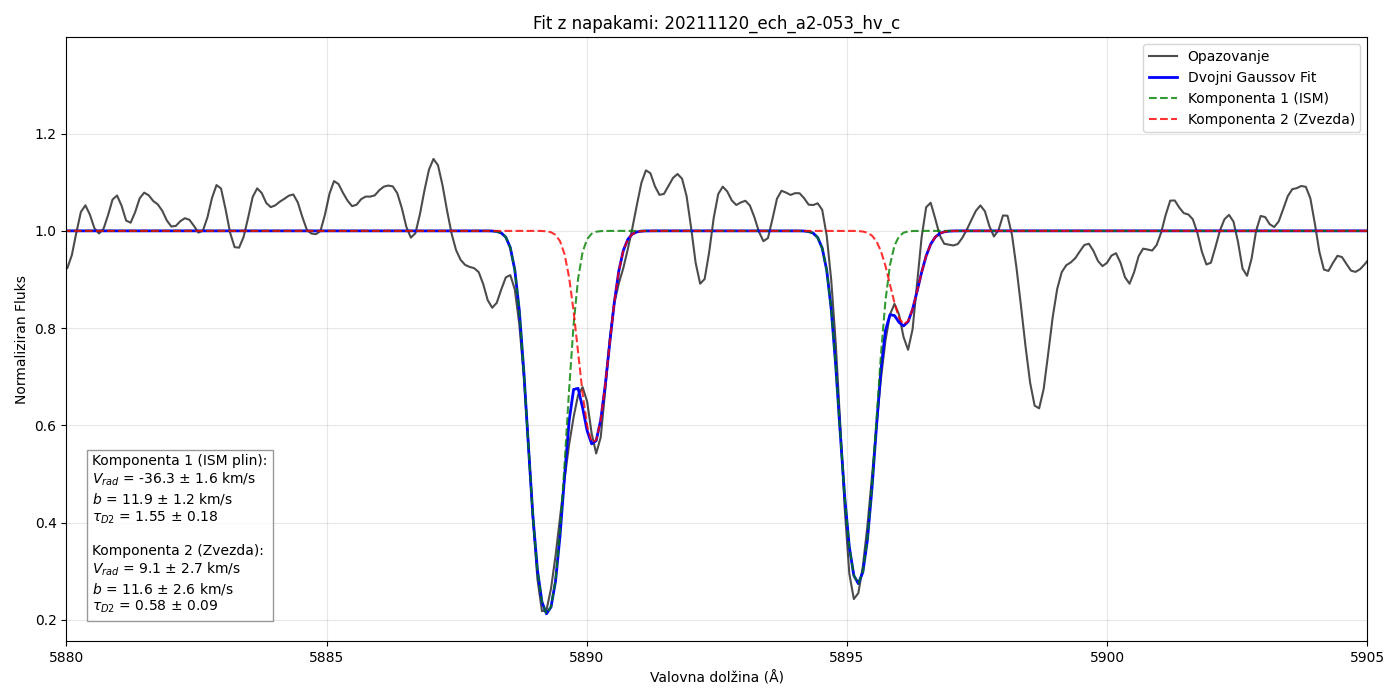 Fit z napakami: 20211120_ech_a2-053_hv_c
Opazovanje
Dvojni Gaussov Fit
Komponenta 1 (ISM)
Komponenta 2 (Zvezda)
Normaliziran Fluks
1.2
1.0
0.8
0.6
0.4
0.2
Komponenta 1 (ISM plin):
V_rad = -36.3 ± 1.6 km/s
b = 11.9 ± 1.2 km/s
τ_D2 = 1.55 ± 0.18
Komponenta 2 (Zvezda):
V_rad = 9.1 ± 2.7 km/s
b = 11.6 ± 2.6 km/s
τ_D2 = 0.58 ± 0.09
5880 5885 5890 5895 5900 5905
Valovna dolžina (Å)